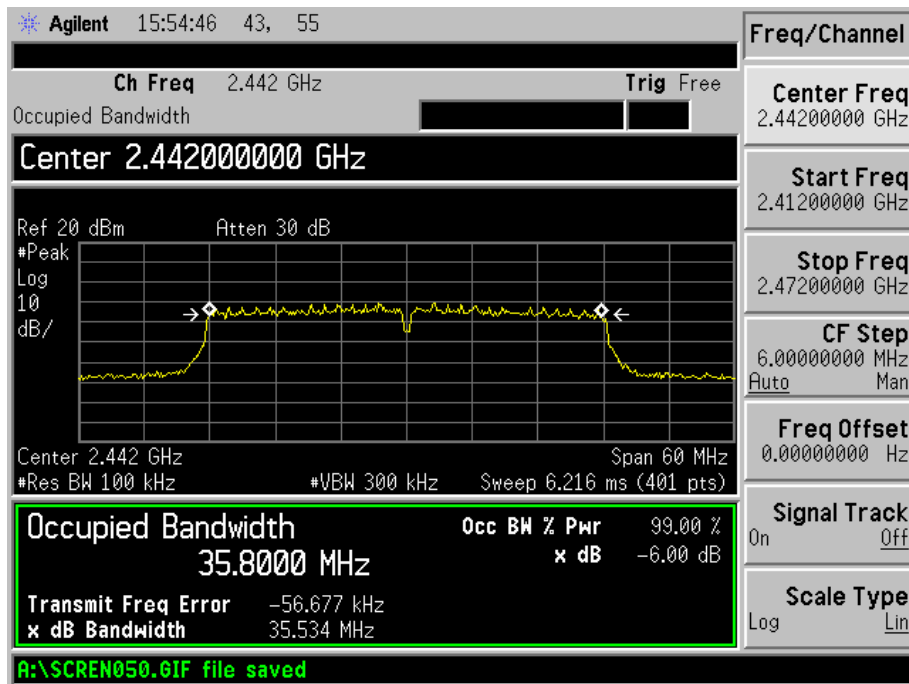 Agilent 15:54:46 43, 55
Freq/Channel
Ch Freq 2.442 GHz Trig Free
Occupied Bandwidth
Center 2.442000000 GHz
Ref 20 dBm Atten 30 dB
#Peak
Log
10
dB/
Center 2.442 GHz Span 60 MHz
#Res BW 100 kHz #VBW 300 kHz Sweep 6.216 ms (401 pts)
Occupied Bandwidth
35.8000 MHz
Occ BW % Pwr 99.00 %
x dB -6.00 dB
Transmit Freq Error -56.677 kHz
x dB Bandwidth 35.534 MHz
A:\SCREN050.GIF file saved
Center Freq
2.44200000 GHz
Start Freq
2.41200000 GHz
Stop Freq
2.47200000 GHz
CF Step
6.00000000 MHz
Auto Man
Freq Offset
0.00000000 Hz
Signal Track
On Off
Scale Type
Log Lin